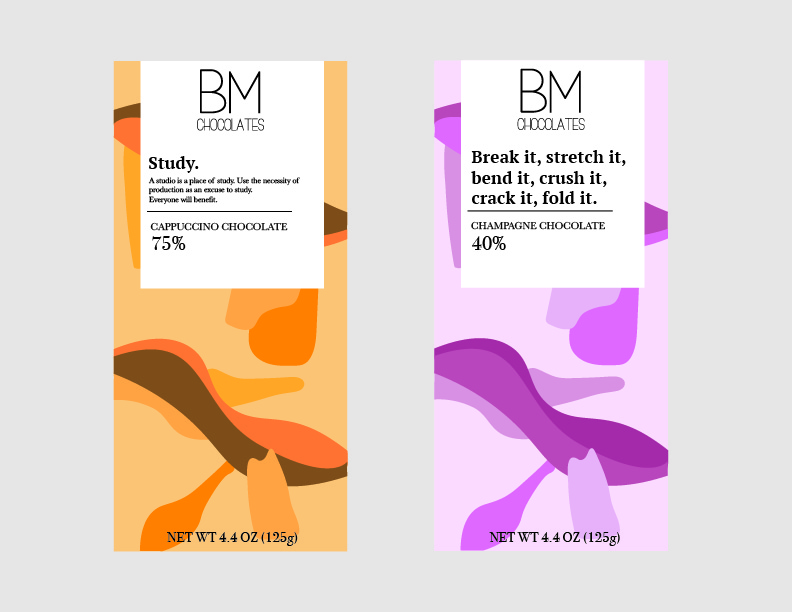 BM
CHOCOLATES
Study.
A studio is a place of study. Use the necessity of
production as an excuse to study.
Everyone will benefit.
CAPPUCCINO CHOCOLATE
75%
NET WT 4.4 OZ (125g)
BM
CHOCOLATES
Break it, stretch it,
bend it, crush it,
crack it, fold it.
CHAMPAGNE CHOCOLATE
40%
NET WT 4.4 OZ (125g)